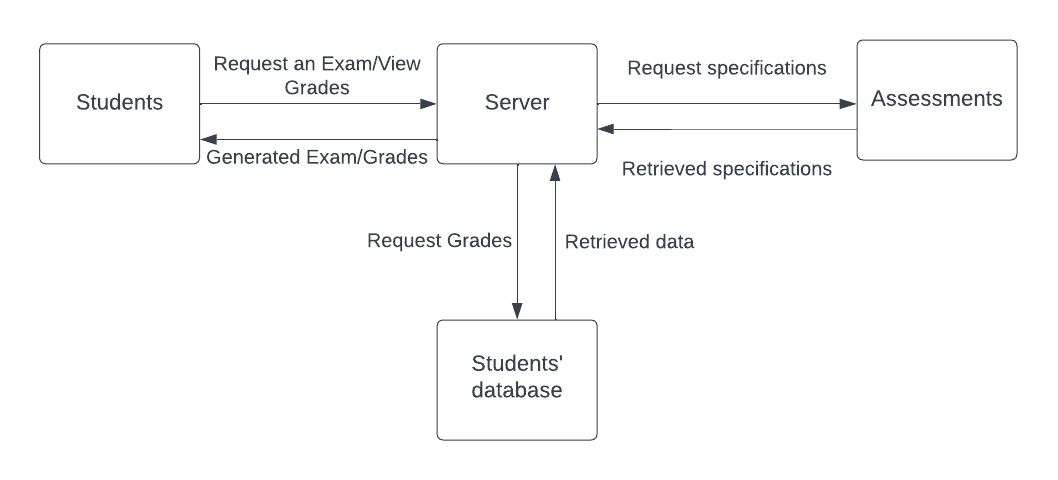 Students
Request an Exam/View
Grades
Generated Exam/Grades
Server
Request specifications
Retrieved specifications
Assessments
Request Grades
Retrieved data
Students'
database